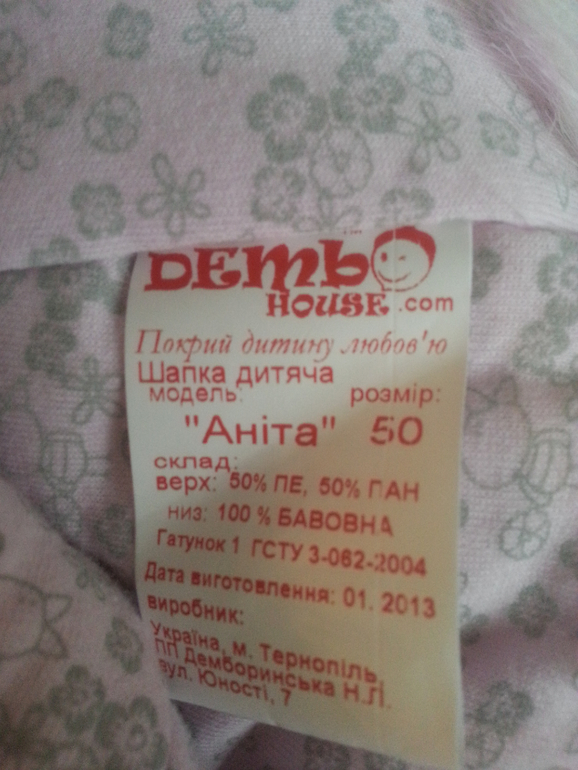 DEMbO
HOUSE.com
Покрий дитину любов'ю
Шапка дитяча
модель: розмір:
"Аніта" 50
склад:
верх: 50% ПЕ, 50% ПАН
низ: 100 % БАВОВНА
Гатунок 1 ГСТУ 3-062-2004
Дата виготовлення: 01. 2013
виробник:
Україна, м. Тернопіль,
ПП Демборинська Н.Л.
вул. Юності, 7